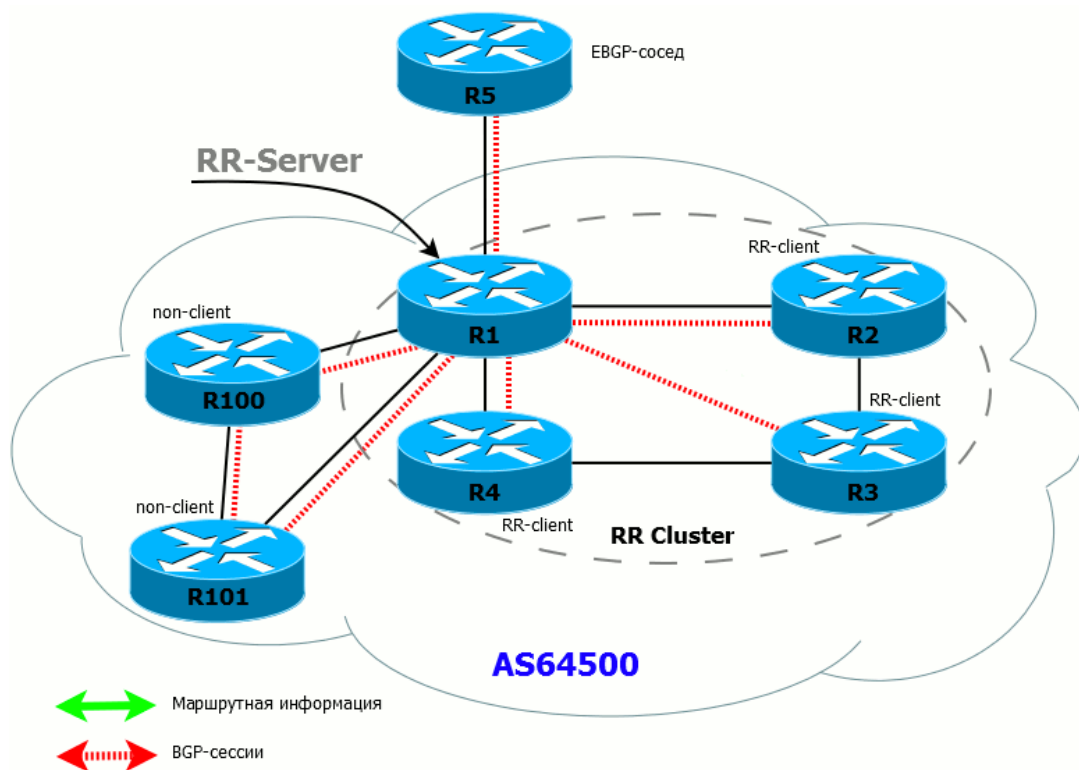 EBGP-сосед
R5
RR-Server
RR-client
R1
R2
non-client
R100
RR-client
R4
R3
non-client
RR-client
RR Cluster
R101
AS64500
Маршрутная информация
BGP-сессии